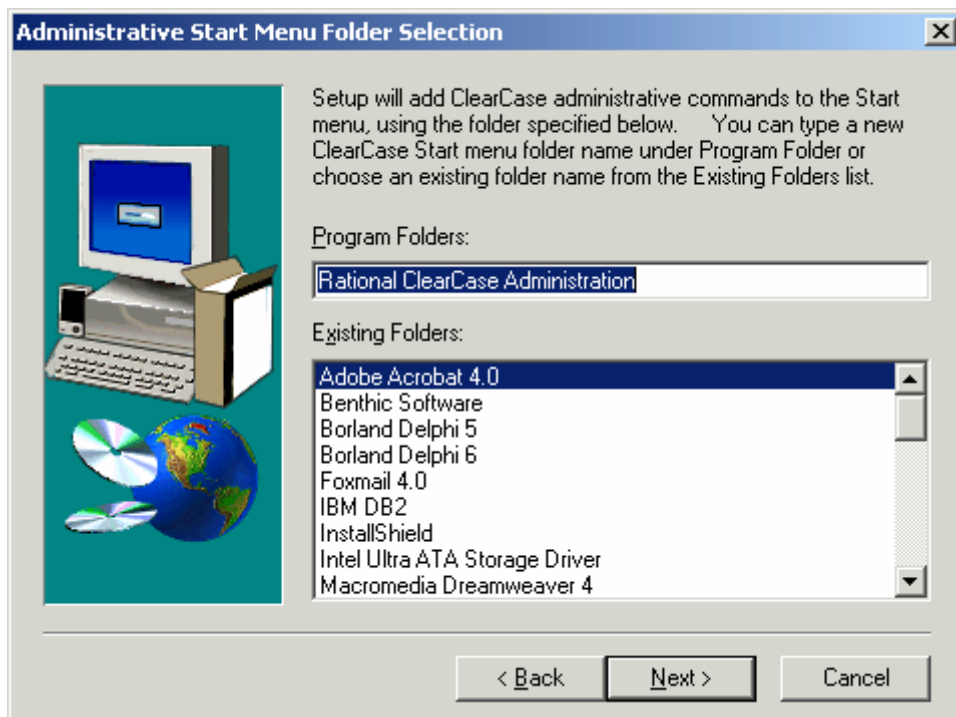 Administrative Start Menu Folder Selection
Setup will add ClearCase administrative commands to the Start
menu, using the folder specified below.    You can type a new
ClearCase Start menu folder name under Program Folder or
choose an existing folder name from the Existing Folders list.
Program Folders:
Rational ClearCase Administration
Existing Folders:
Adobe Acrobat 4.0
Benthic Software
Borland Delphi 5
Borland Delphi 6
Foxmail 4.0
IBM DB2
InstallShield
Intel Ultra ATA Storage Driver
Macromedia Dreamweaver 4
< Back
Next >
Cancel